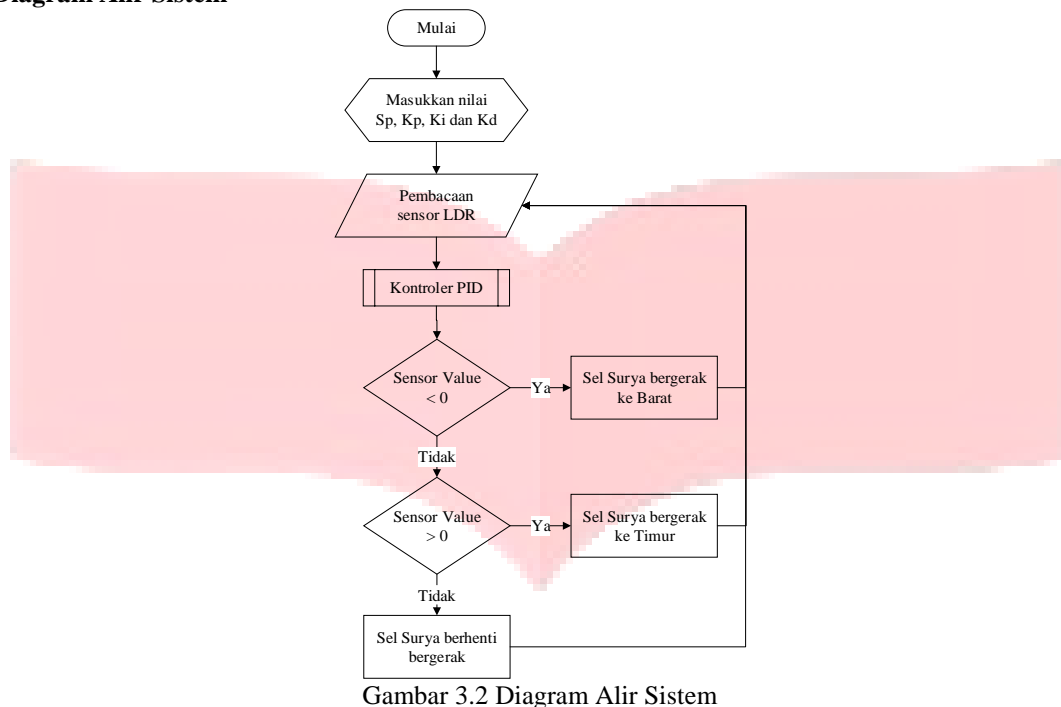 Diagram Alir Sistem
Mulai
Masukkan nilai
Sp, Kp, Ki dan Kd
Pembacaan
sensor LDR
Kontroler PID
Sensor Value
< 0
Ya
Sel Surya bergerak
ke Barat
Tidak
Sensor Value
> 0
Ya
Sel Surya bergerak
ke Timur
Tidak
Sel Surya berhenti
bergerak
Gambar 3.2 Diagram Alir Sistem